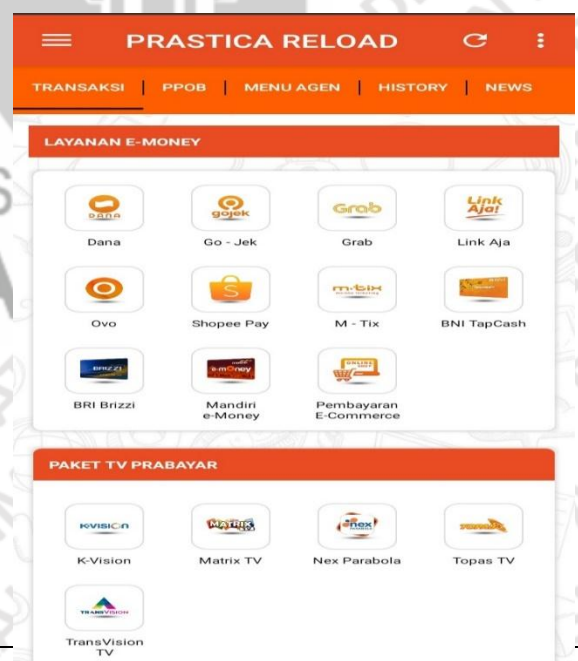 PRASTICA RELOAD
TRANSAKSI | PPOB | MENU AGEN | HISTORY | NEWS
LAYANAN E-MONEY
DANA gojek Grab Link Aja!
Dana Go - Jek Grab Link Aja
S m·tix
Ovo Shopee Pay M - Tix BNI TapCash
BRIZZI e-money ONLINE
BRI Brizzi Mandiri e-Money Pembayaran E-Commerce
PAKET TV PRABAYAR
K-VISION MATRIX nex
K-Vision Matrix TV Nex Parabola Topas TV
TRANSVISION
TransVision
TV